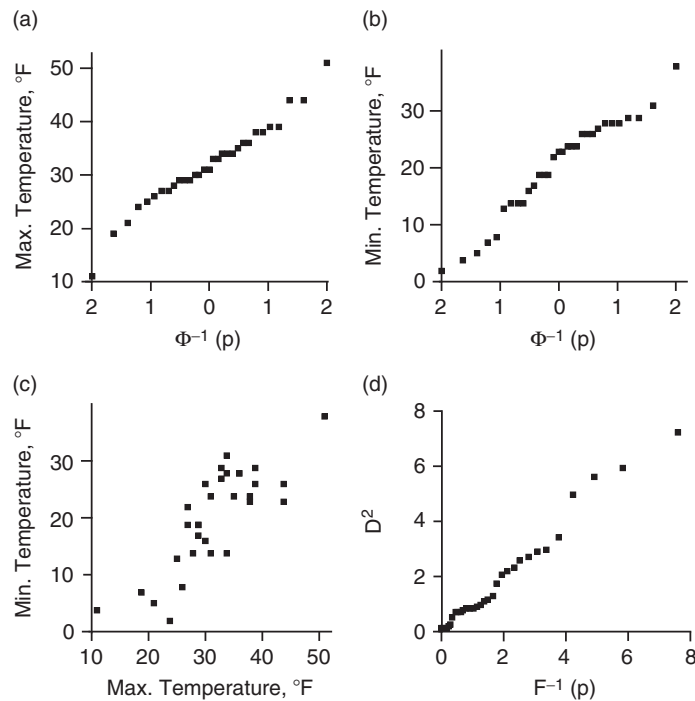 (a)
50
40
30
20
10
Max. Temperature, °F
2 1 0 1 2
Φ⁻¹ (p)
(b)
30
20
10
0
Min. Temperature, °F
2 1 0 1 2
Φ⁻¹ (p)
(c)
30
20
10
0
Min. Temperature, °F
10 20 30 40 50
Max. Temperature, °F
(d)
8
6
4
2
0
D²
0 2 4 6 8
F⁻¹ (p)